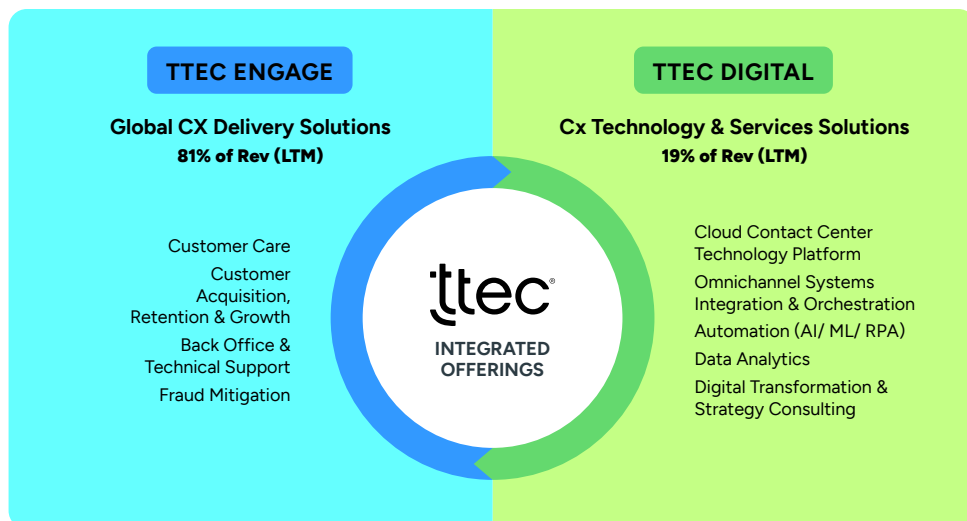 TTEC ENGAGE
Global CX Delivery Solutions
81% of Rev (LTM)
Customer Care
Customer
Acquisition,
Retention & Growth
Back Office &
Technical Support
Fraud Mitigation
ttec®
INTEGRATED
OFFERINGS
TTEC DIGITAL
Cx Technology & Services Solutions
19% of Rev (LTM)
Cloud Contact Center
Technology Platform
Omnichannel Systems
Integration & Orchestration
Automation (AI/ ML/ RPA)
Data Analytics
Digital Transformation &
Strategy Consulting